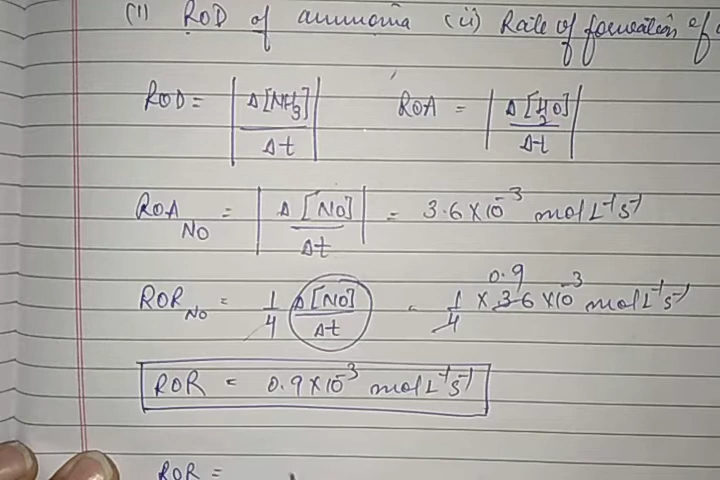 (1) ROD of ammonia (ii) Rate of formation of
ROD = |Δ[NH3]/Δt| ROA = |Δ[H2O]/Δt|
ROA NO = |Δ[NO]/Δt| = 3.6 × 10⁻³ mol L⁻¹ s⁻¹
0.9
ROR NO = 1/4 Δ[NO]/Δt = 1/4 × 3.6 × 10⁻³ mol L⁻¹ s⁻¹
ROR = 0.9 × 10⁻³ mol L⁻¹ s⁻¹
ROR =